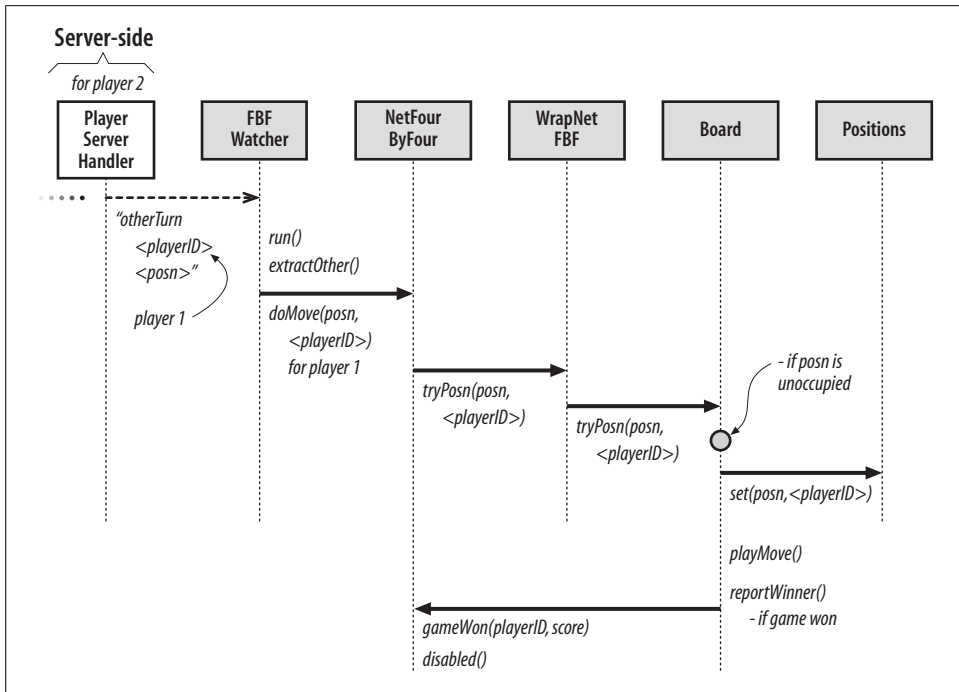 Server-side
for player 2
Player
Server
Handler
FBF
Watcher
NetFour
ByFour
WrapNet
FBF
Board
Positions
“otherTurn
<playerID>
<posn>”
player 1
run()
extractOther()
doMove(posn,
<playerID>)
for player 1
tryPosn(posn,
<playerID>)
tryPosn(posn,
<playerID>)
- if posn is
unoccupied
set(posn,<playerID>)
playMove()
reportWinner()
- if game won
gameWon(playerID, score)
disabled()